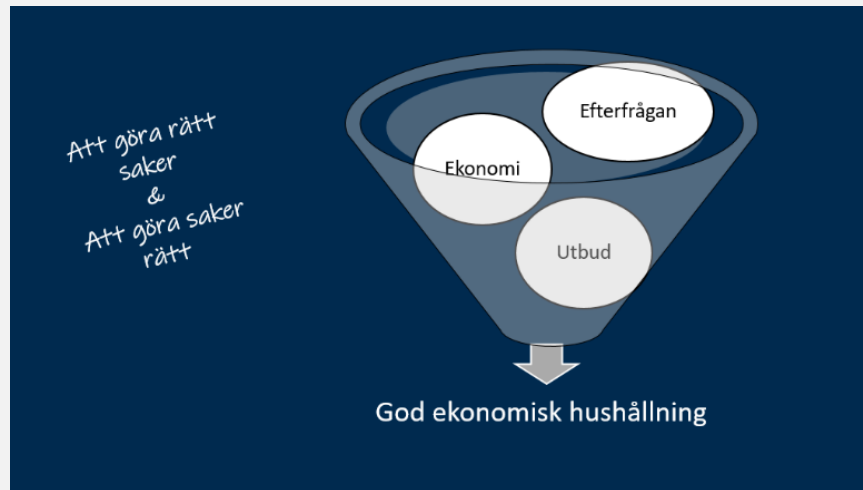 Att göra rätt
saker
&
Att göra saker
rätt
Efterfrågan
Ekonomi
Utbud
God ekonomisk hushållning